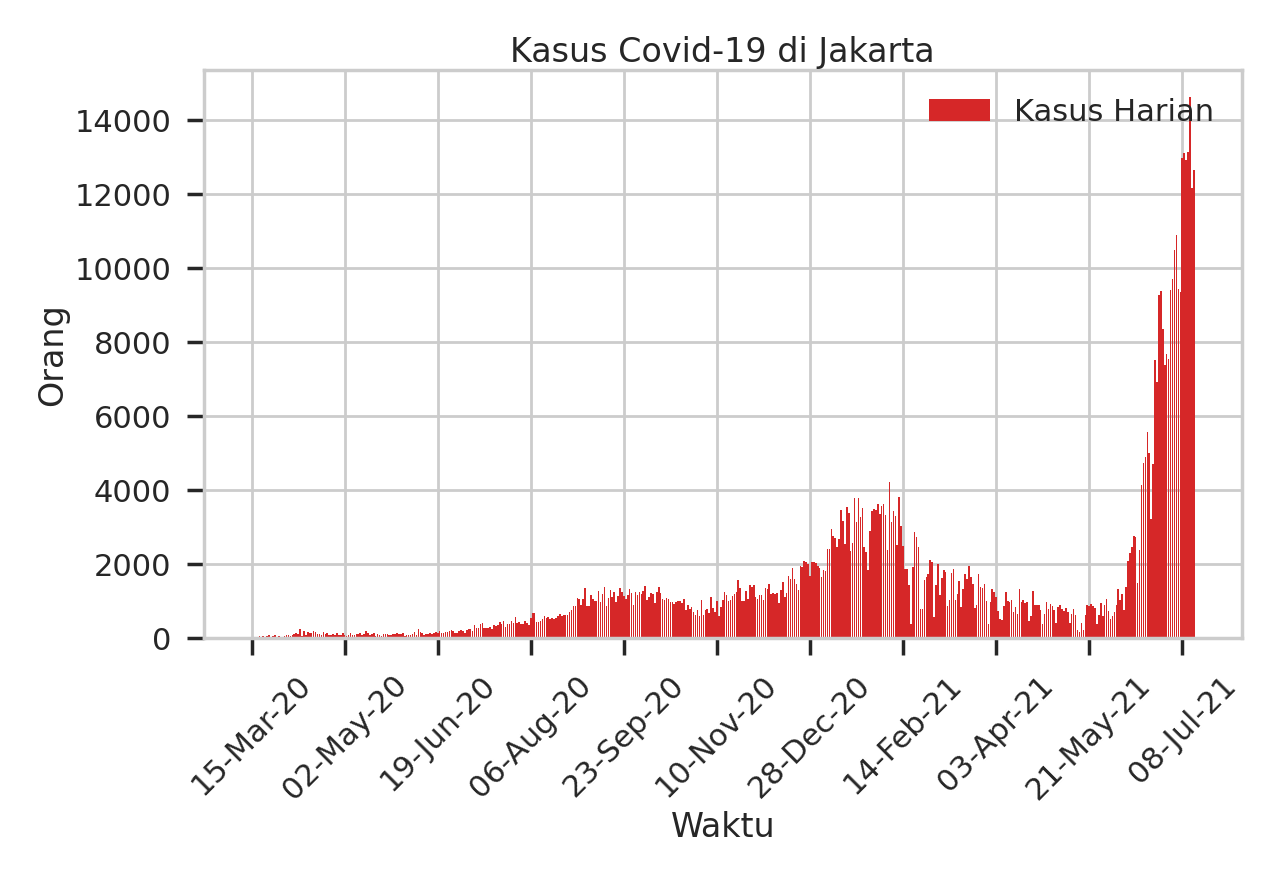 Kasus Covid-19 di Jakarta
Kasus Harian
Orang
14000
12000
10000
8000
6000
4000
2000
0
15-Mar-20
02-May-20
19-Jun-20
06-Aug-20
23-Sep-20
10-Nov-20
28-Dec-20
14-Feb-21
03-Apr-21
21-May-21
08-Jul-21
Waktu